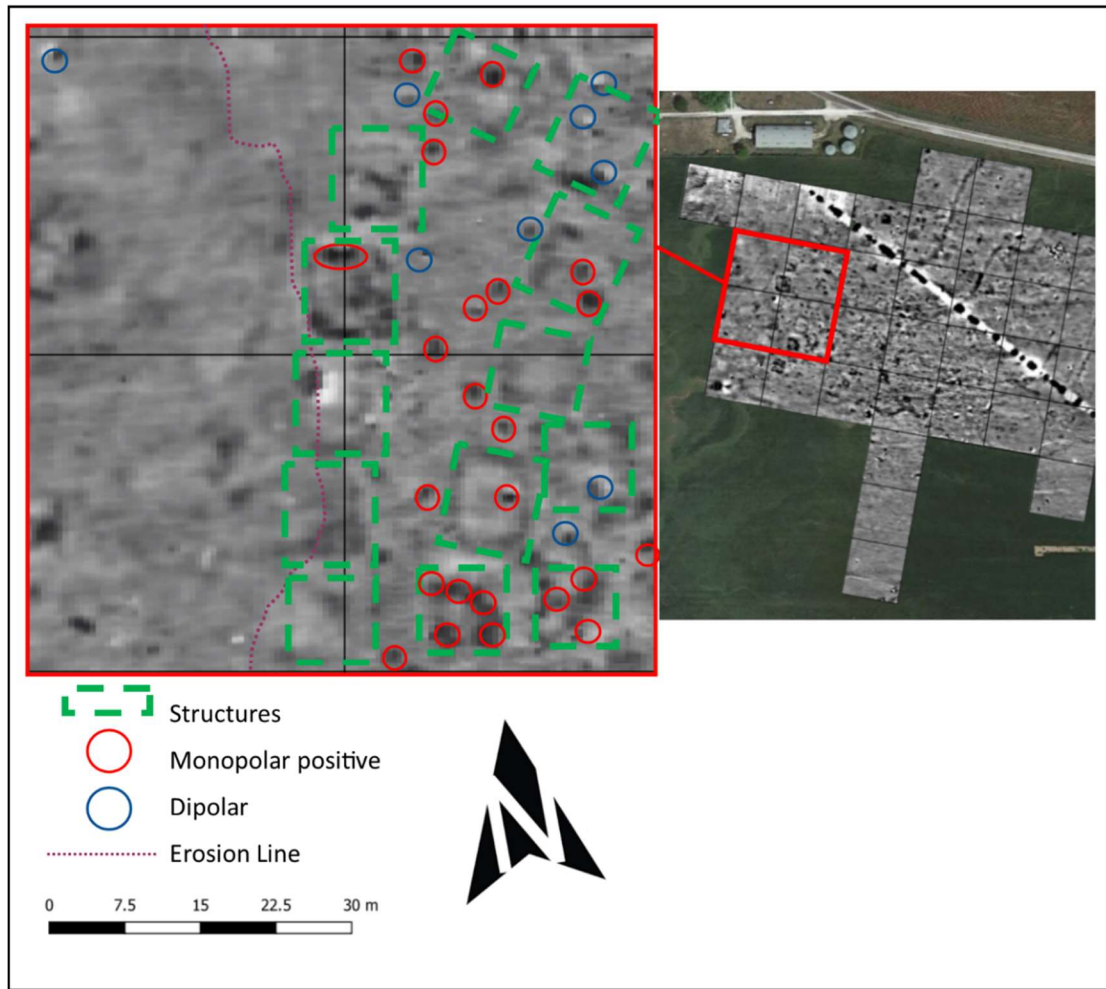 Structures
Monopolar positive
Dipolar
Erosion Line
0 7.5 15 22.5 30 m
N